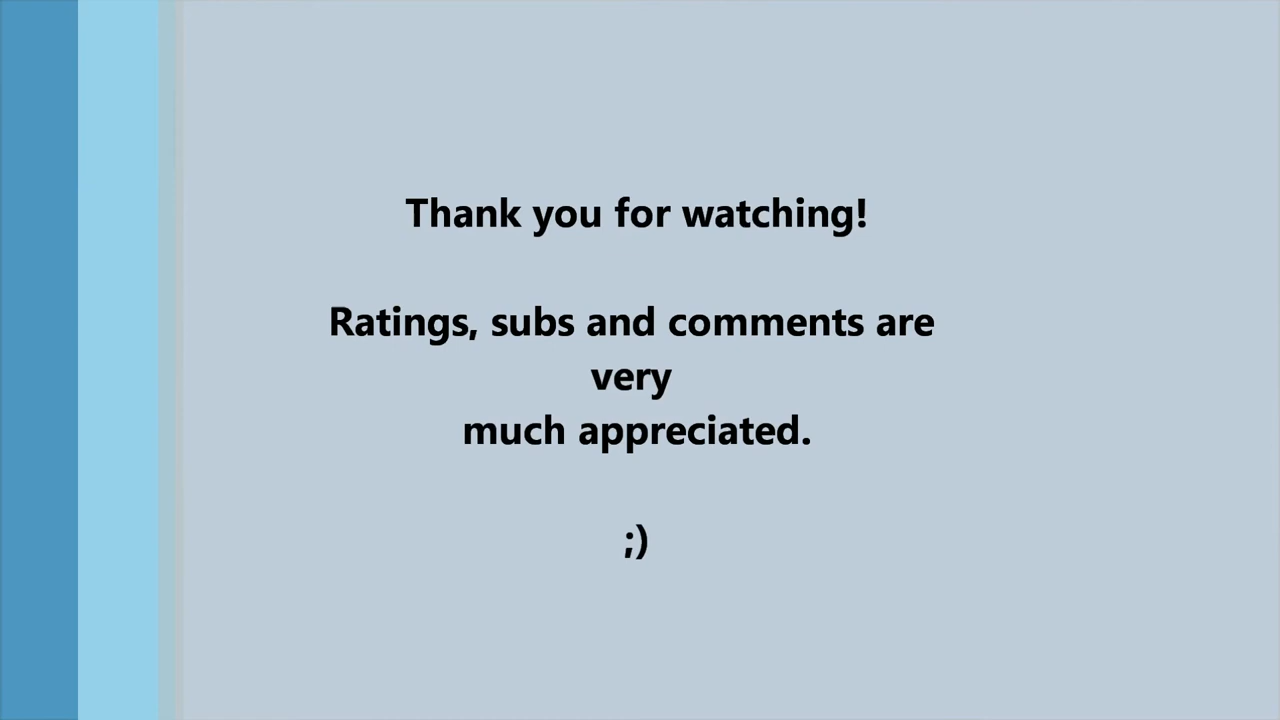 Thank you for watching!
Ratings, subs and comments are
very
much appreciated.
;)